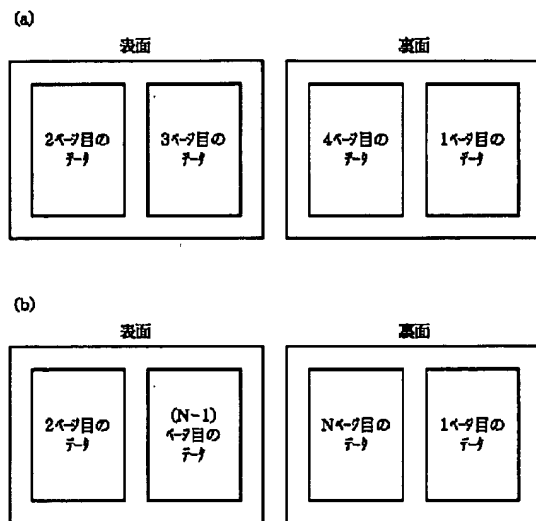 (a)
表面
裏面
2ページ目の
データ
3ページ目の
データ
4ページ目の
データ
1ページ目の
データ
(b)
表面
裏面
2ページ目の
データ
(N-1)
ページ目の
データ
Nページ目の
データ
1ページ目の
データ